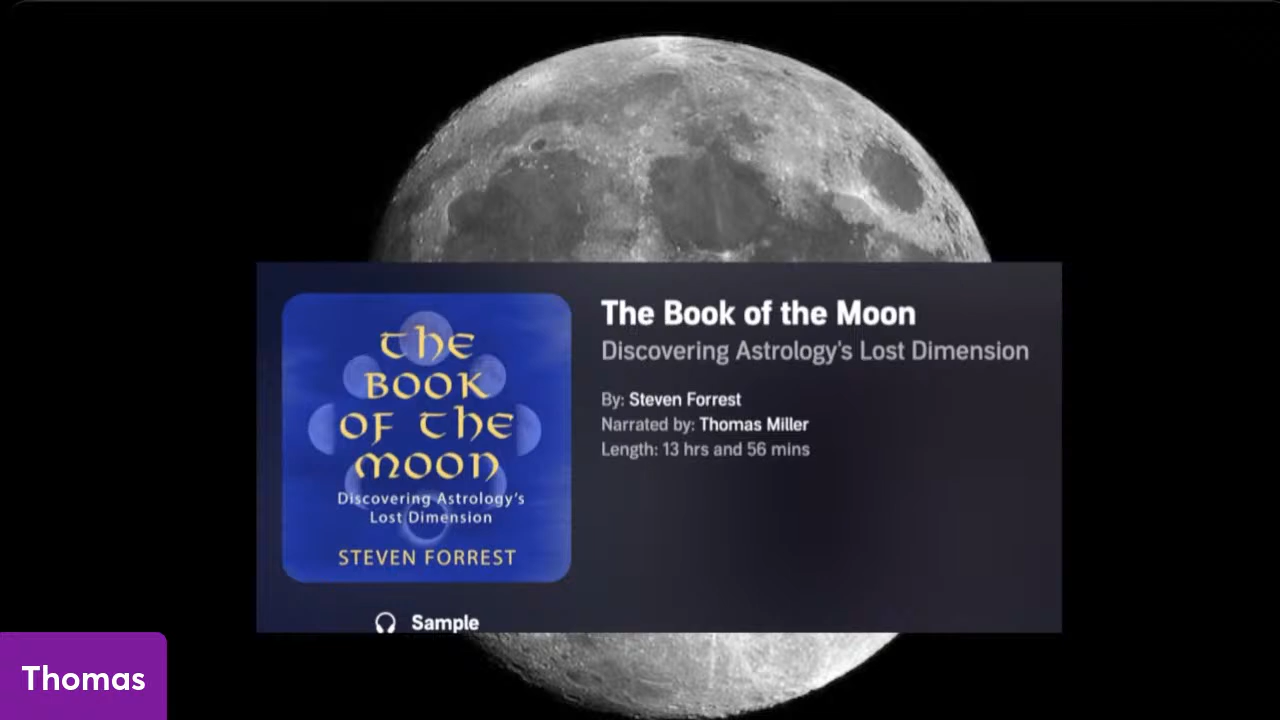 The BOOK
OF The
MOON
Discovering Astrology's
Lost Dimension
STEVEN FORREST
Sample
The Book of the Moon
Discovering Astrology's Lost Dimension
By: Steven Forrest
Narrated by: Thomas Miller
Length: 13 hrs and 56 mins
Thomas